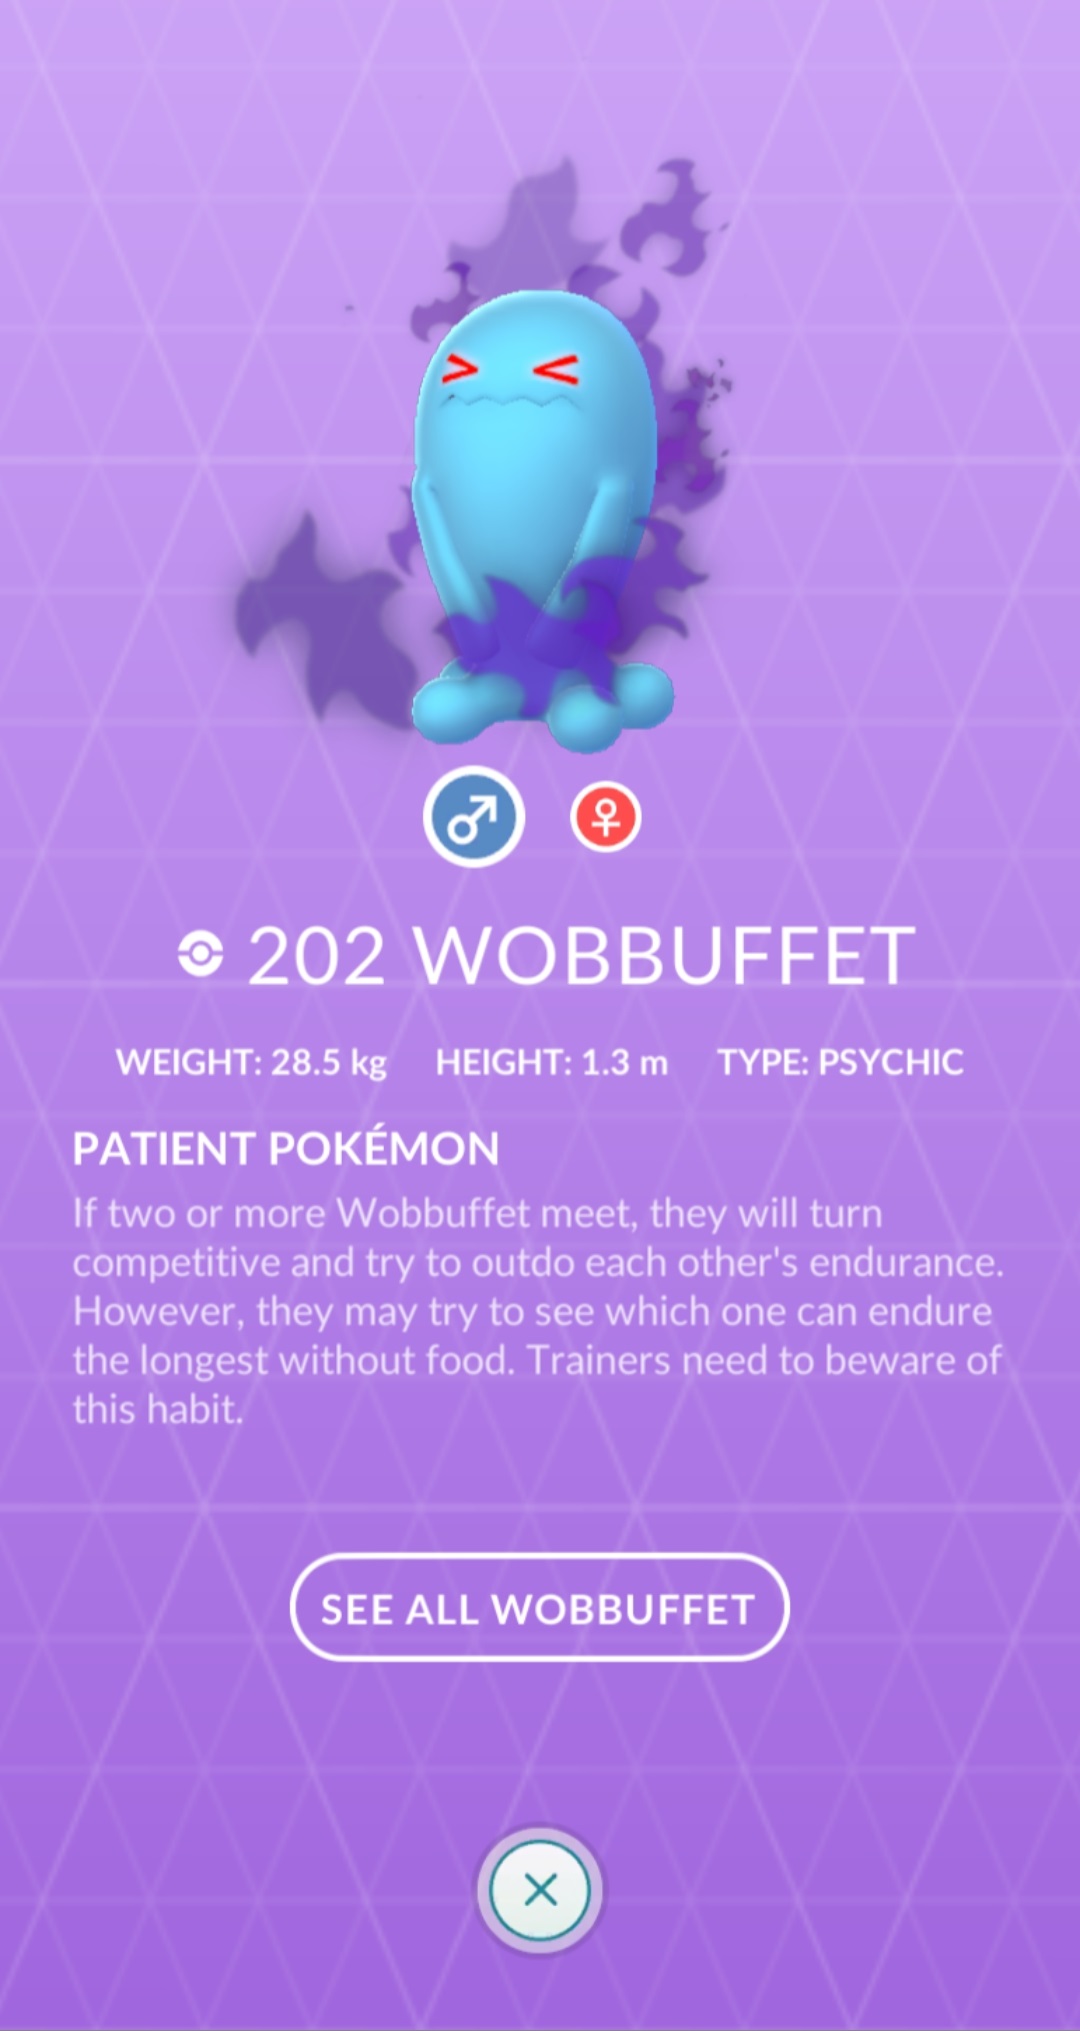 202 WOBBUFFET
WEIGHT: 28.5 kg HEIGHT: 1.3 m TYPE: PSYCHIC
PATIENT POKÉMON
If two or more Wobbuffet meet, they will turn
competitive and try to outdo each other's endurance.
However, they may try to see which one can endure
the longest without food. Trainers need to beware of
this habit.
SEE ALL WOBBUFFET